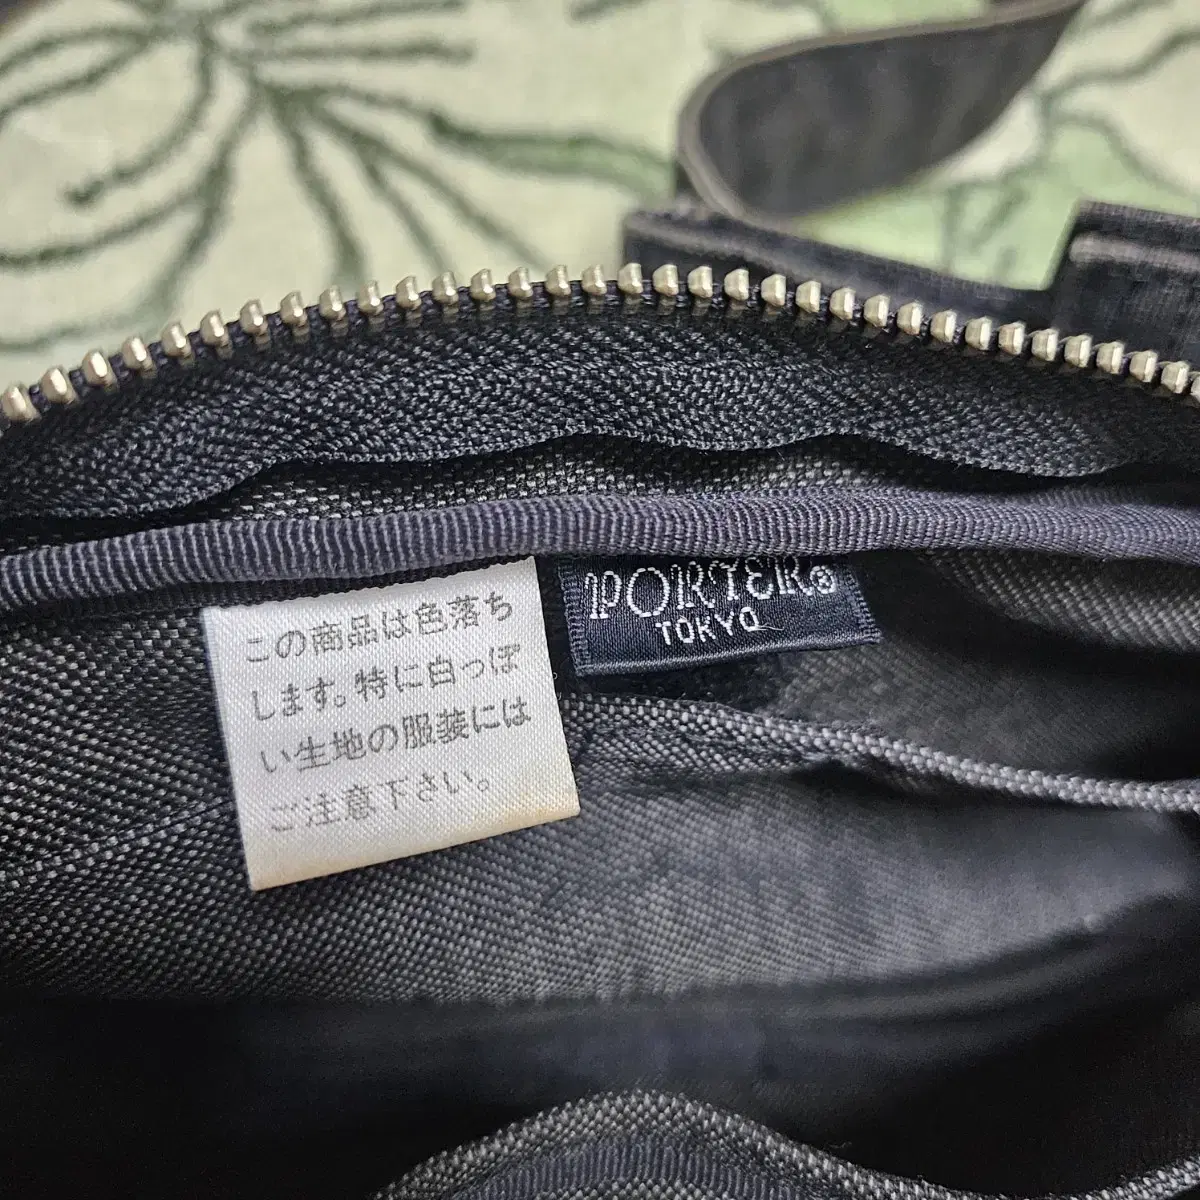 この商品は色落ち
します。特に白っぽ
い生地の服装には
ご注意下さい。
PORTER®
TOKYO